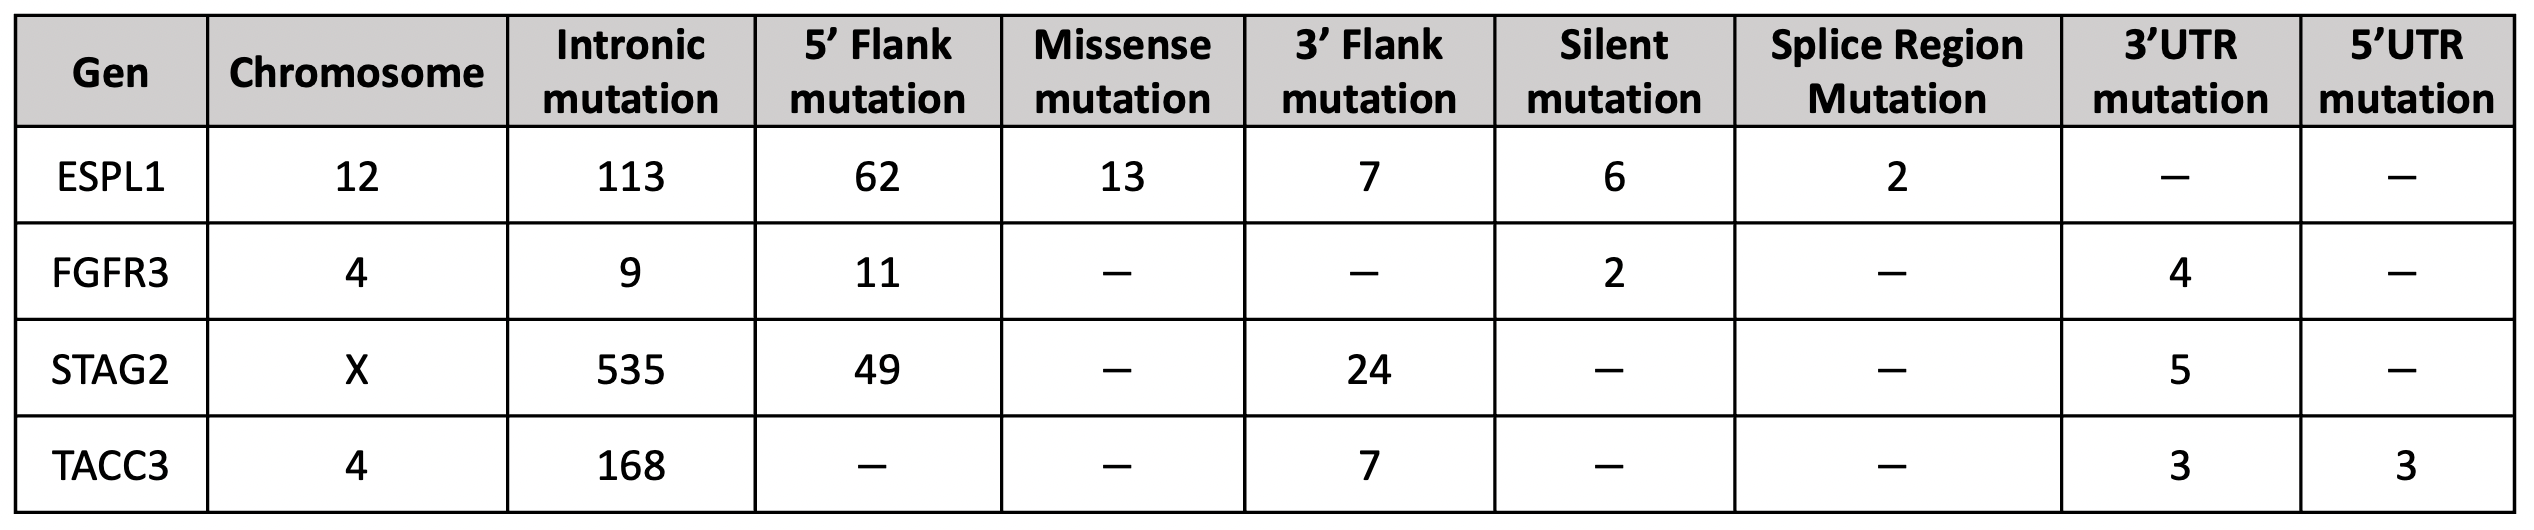 Gen Chromosome Intronic mutation 5’ Flank mutation Missense mutation 3’ Flank mutation Silent mutation Splice Region Mutation 3’UTR mutation 5’UTR mutation
ESPL1 12 113 62 13 7 6 2 – –
FGFR3 4 9 11 – – 2 – 4 –
STAG2 X 535 49 – 24 – – 5 –
TACC3 4 168 – – 7 – – 3 3